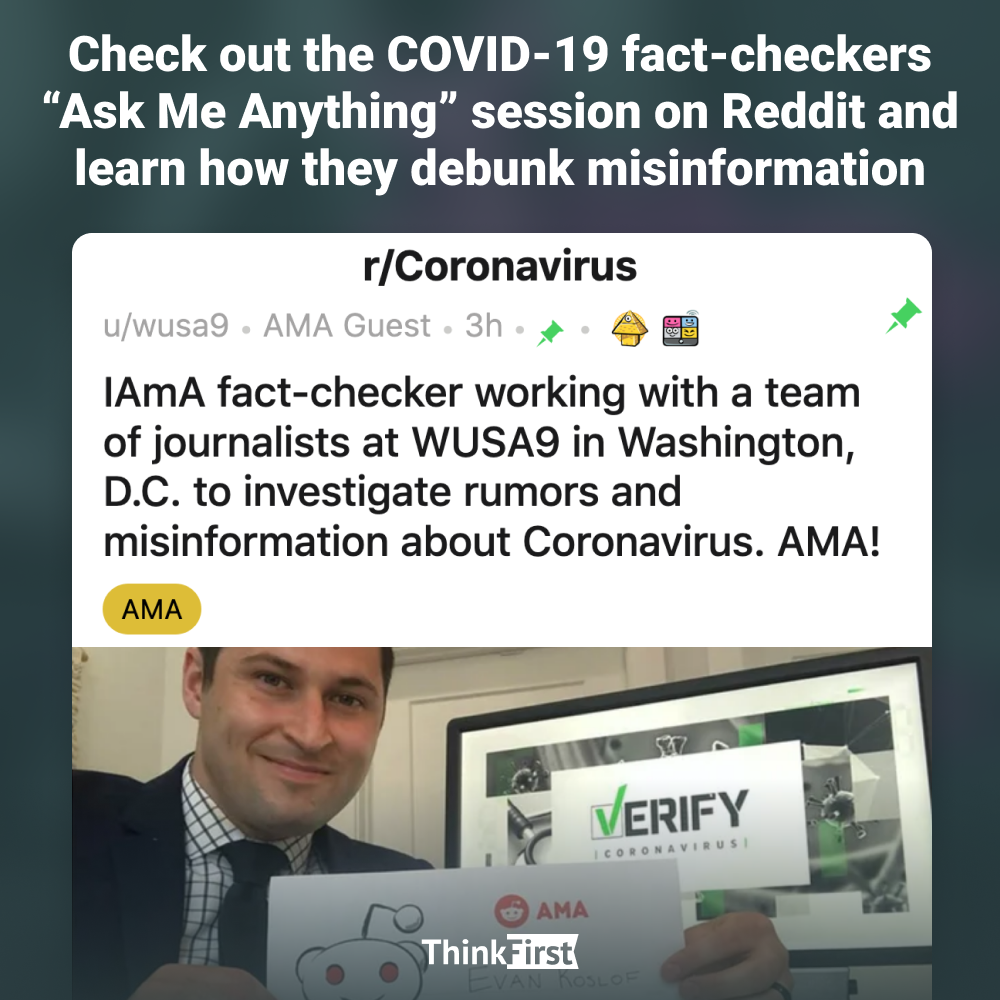 Check out the COVID-19 fact-checkers
“Ask Me Anything” session on Reddit and
learn how they debunk misinformation
r/Coronavirus
u/wusa9 • AMA Guest • 3h •
IAmA fact-checker working with a team
of journalists at WUSA9 in Washington,
D.C. to investigate rumors and
misinformation about Coronavirus. AMA!
AMA
VERIFY
CORONAVIRUS
AMA
ThinkFirst
EVAN KOSLOF